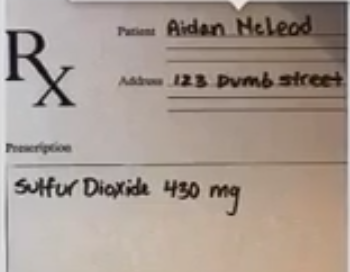 Rx
Patient Aidan McLeod
Address 123 Dumb street
Prescription
Sulfur Dioxide 430 mg